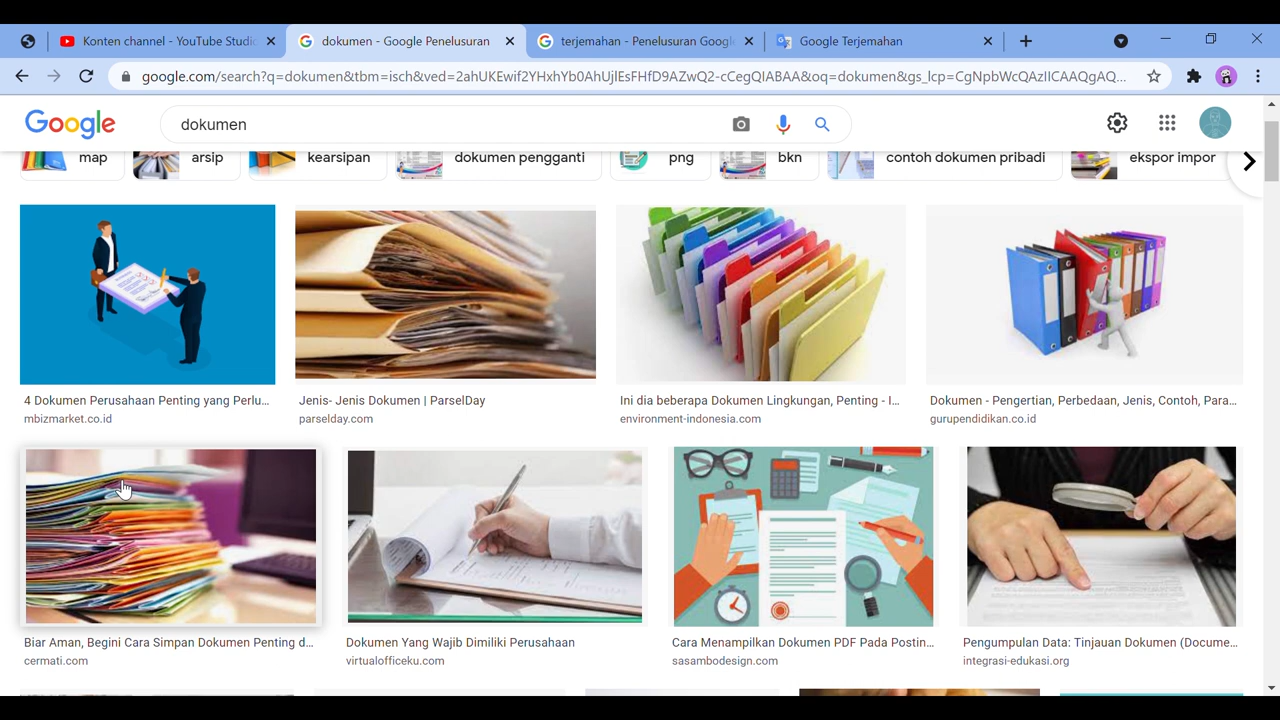 Konten channel - YouTube Studi
dokumen - Google Penelusuran
terjemahan - Penelusuran Googl
Google Terjemahan
google.com/search?q=dokumen&tbm=isch&ved=2ahUKEwif2YHxhYb0AhUjlEsFHfD9AZwQ2-cCegQIABAA&oq=dokumen&gs_lcp=CgNpbWcQAzIICAAQgAQ...
Google
dokumen
map
arsip
kearsipan
dokumen pengganti
png
bkn
contoh dokumen pribadi
ekspor impor
4 Dokumen Perusahaan Penting yang Perlu...
mbizmarket.co.id
Jenis- Jenis Dokumen | ParselDay
parselday.com
Ini dia beberapa Dokumen Lingkungan, Penting - I...
environment-indonesia.com
Dokumen - Pengertian, Perbedaan, Jenis, Contoh, Para...
gurupendidikan.co.id
Biar Aman, Begini Cara Simpan Dokumen Penting d...
cermati.com
Dokumen Yang Wajib Dimiliki Perusahaan
virtualofficeku.com
Cara Menampilkan Dokumen PDF Pada Postin...
sasambodesign.com
Pengumpulan Data: Tinjauan Dokumen (Docume...
integrasi-edukasi.org